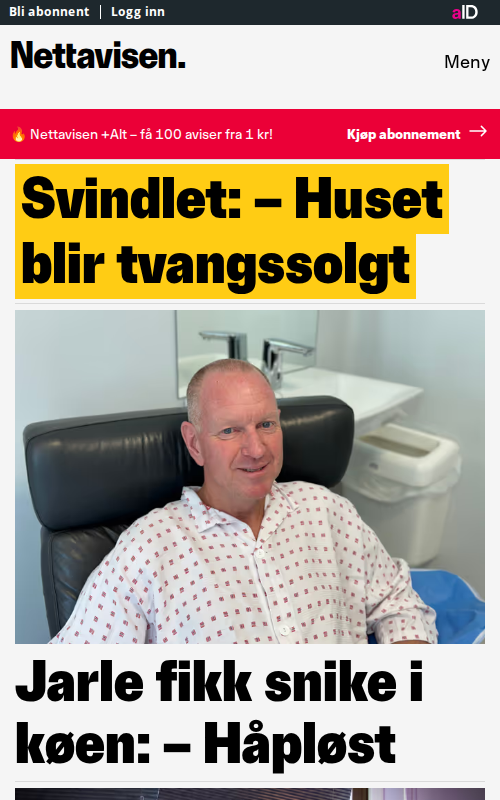 Bli abonnent | Logg inn
aID
Nettavisen.
Meny
🔥 Nettavisen +Alt – få 100 aviser fra 1 kr!
Kjøp abonnement →
Svindlet: – Huset
blir tvangssolgt
Jarle fikk snike i
køen: – Håpløst